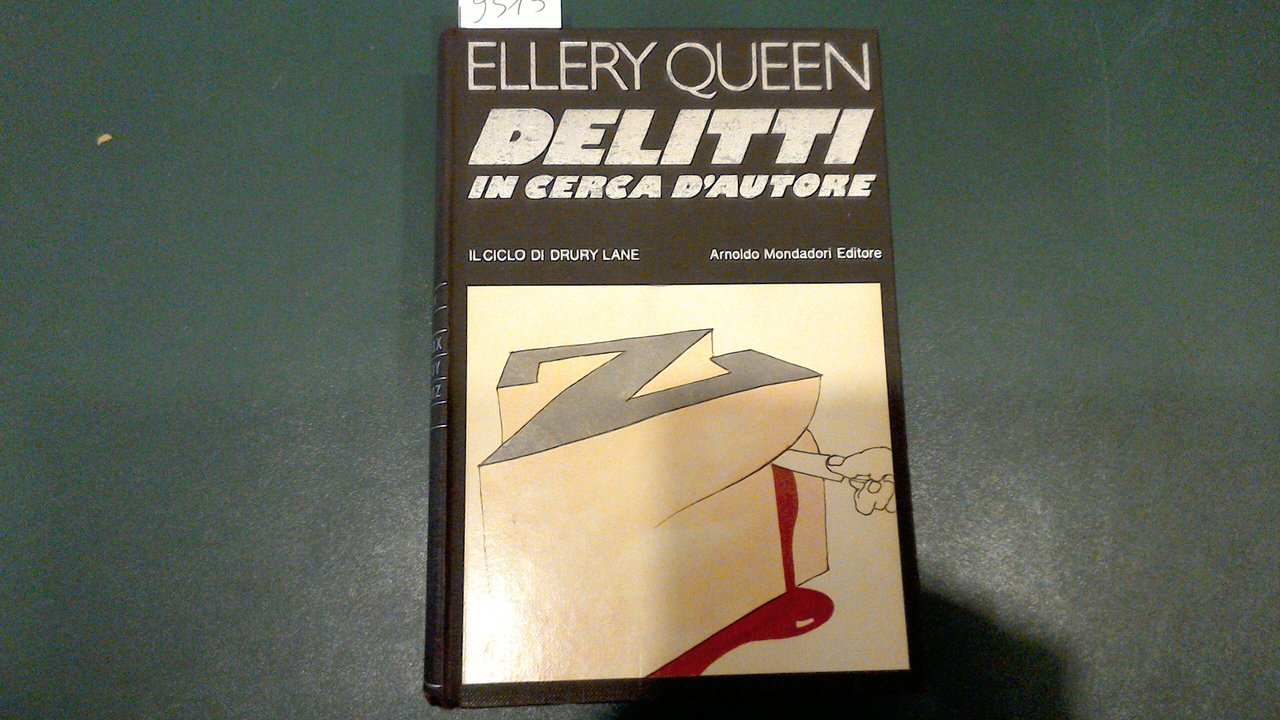 ELLERY QUEEN
DELITTI
IN CERCA D'AUTORE
IL CICLO DI DRURY LANE
Arnoldo Mondadori Editore
Z